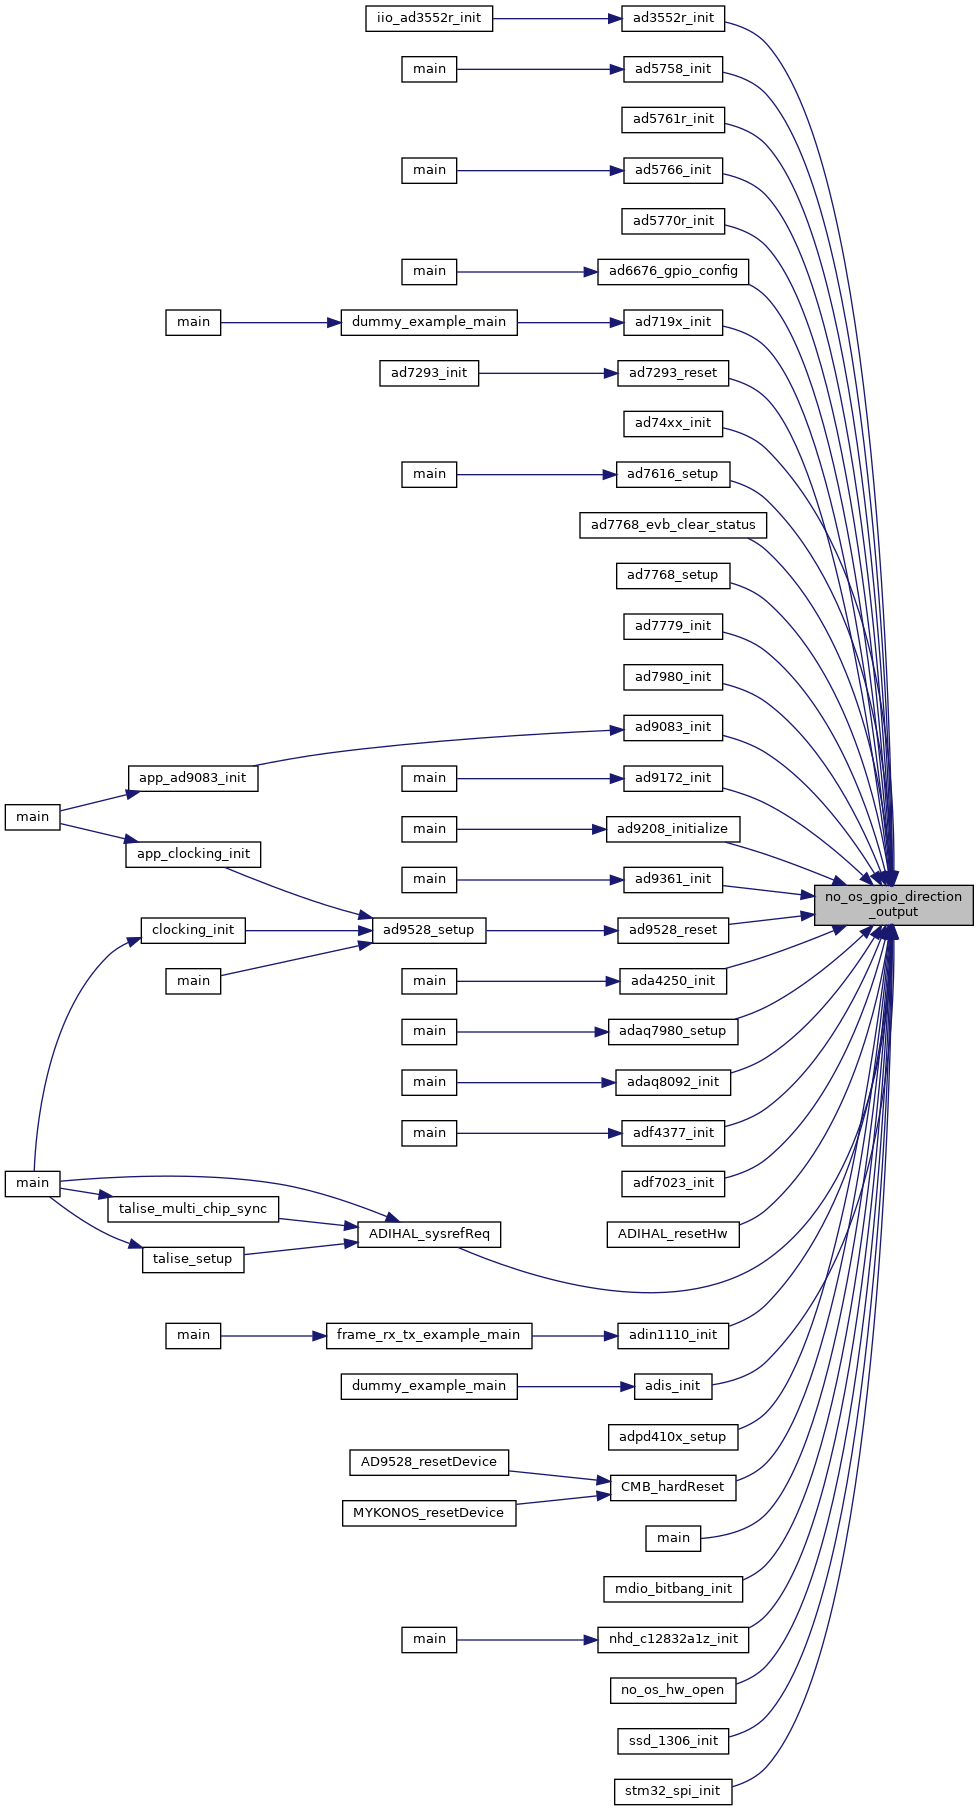 iio_ad3552r_init
ad3552r_init
main
ad5758_init
ad5761r_init
main
ad5766_init
ad5770r_init
main
ad6676_gpio_config
main
dummy_example_main
ad719x_init
ad7293_init
ad7293_reset
ad74xx_init
main
ad7616_setup
ad7768_evb_clear_status
ad7768_setup
ad7779_init
ad7980_init
ad9083_init
app_ad9083_init
main
ad9172_init
main
main
ad9208_initialize
app_clocking_init
main
ad9361_init
no_os_gpio_direction
_output
clocking_init
ad9528_setup
ad9528_reset
main
main
ada4250_init
main
adaq7980_setup
main
adaq8092_init
main
adf4377_init
main
adf7023_init
talise_multi_chip_sync
ADIHAL_sysrefReq
ADIHAL_resetHw
talise_setup
main
frame_rx_tx_example_main
adin1110_init
dummy_example_main
adis_init
adpd410x_setup
AD9528_resetDevice
CMB_hardReset
MYKONOS_resetDevice
main
mdio_bitbang_init
main
nhd_c12832a1z_init
no_os_hw_open
ssd_1306_init
stm32_spi_init